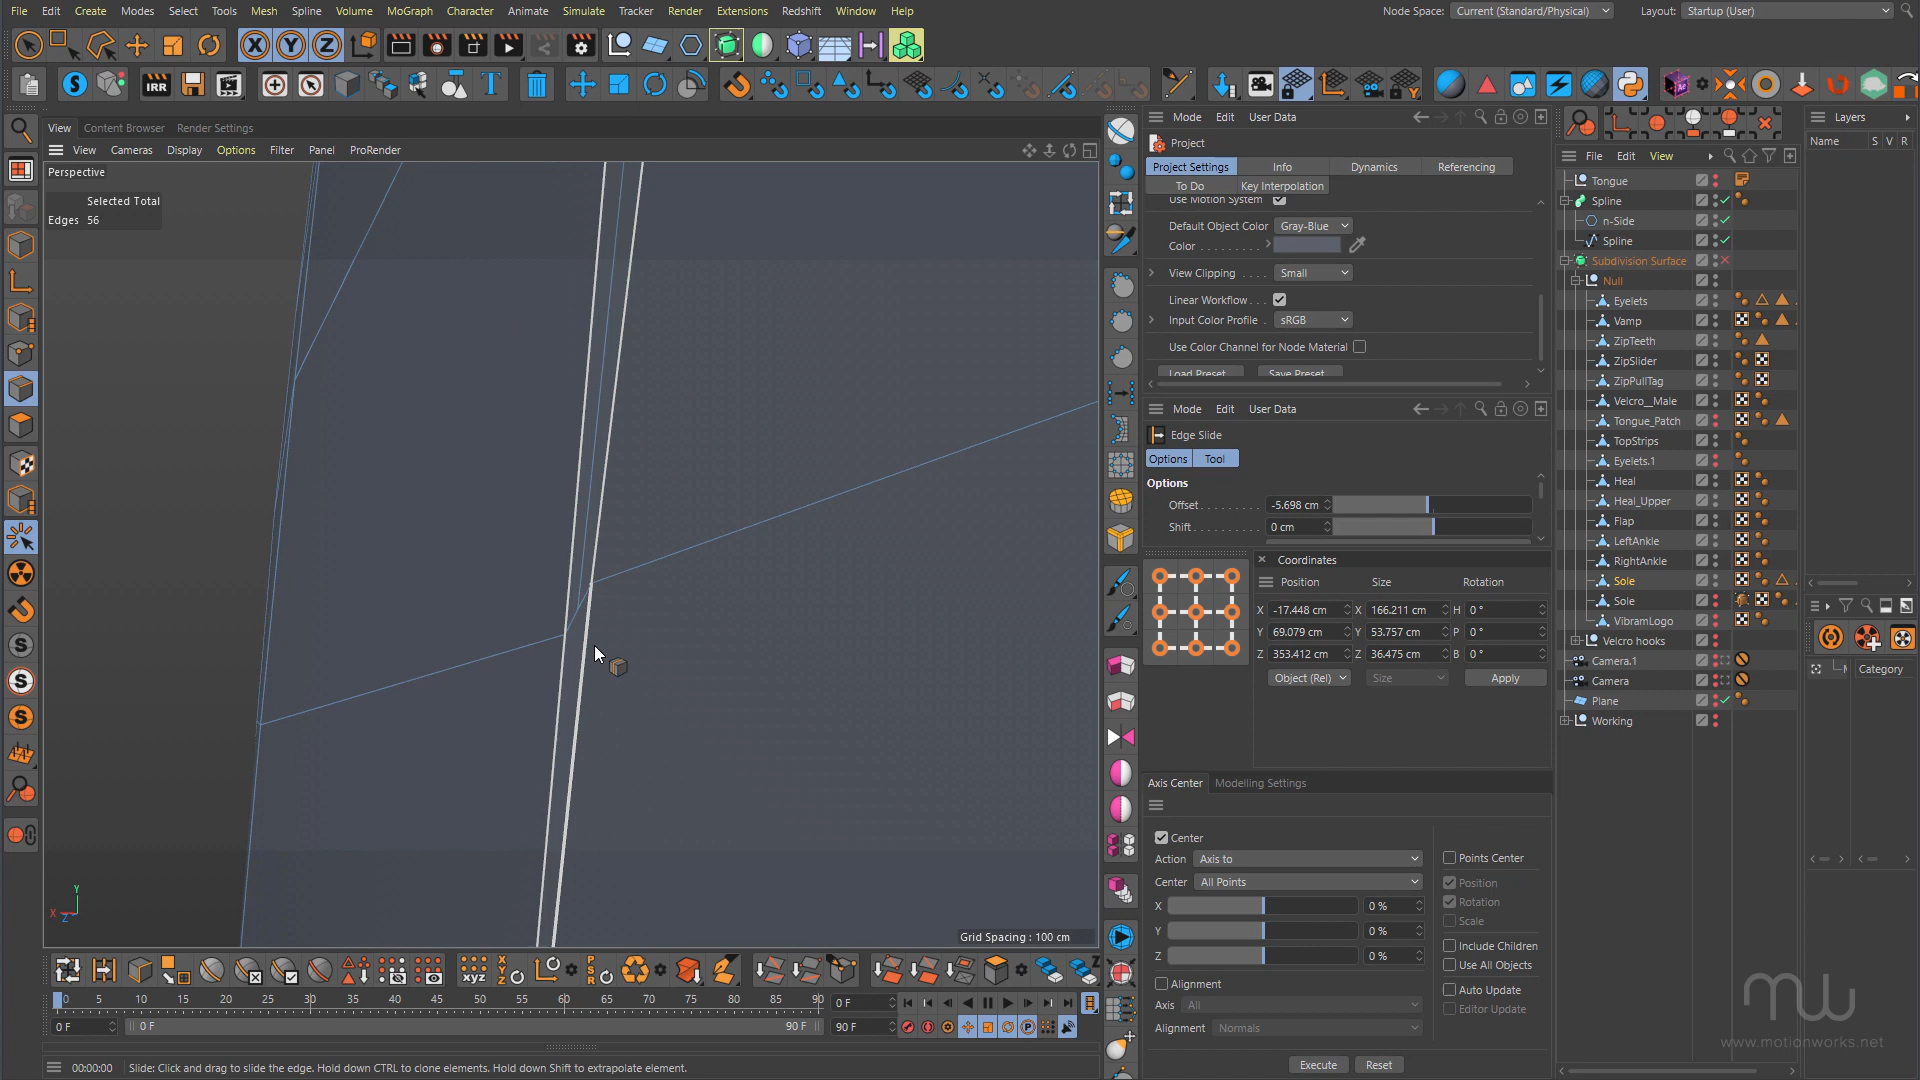 File Edit Create Modes Select Tools Mesh Spline Volume MoGraph Character Animate Simulate Tracker Render Extensions Redshift Window Help
Node Space: Current (Standard/Physical) Layout: Startup (User)
IRR
View Content Browser Render Settings
View Cameras Display Options Filter Panel ProRender
Perspective
Selected Total
Edges 56
Grid Spacing : 100 cm
Mode Edit User Data
Project
Project Settings Info Dynamics Referencing
To Do Key Interpolation
Use Motion System
Default Object Color Gray-Blue
Color
View Clipping Small
Linear Workflow
Input Color Profile sRGB
Use Color Channel for Node Material
Load Preset Save Preset
Mode Edit User Data
Edge Slide
Options Tool
Options
Offset -5.698 cm
Shift 0 cm
Coordinates
Position Size Rotation
X -17.448 cm X 166.211 cm H 0 °
Y 69.079 cm Y 53.757 cm P 0 °
Z 353.412 cm Z 36.475 cm B 0 °
Object (Rel) Size Apply
Axis Center Modelling Settings
Center
Action Axis to
Center All Points
X 0 %
Y 0 %
Z 0 %
Points Center
Position
Rotation
Scale
Include Children
Use All Objects
Auto Update
Editor Update
Alignment
Axis All
Alignment Normals
Execute Reset
File Edit View
Tongue
Spline
n-Side
Spline
Subdivision Surface
Null
Eyelets
Vamp
ZipTeeth
ZipSlider
ZipPullTag
Velcro__Male
Tongue_Patch
TopStrips
Eyelets.1
Heal
Heal_Upper
Flap
LeftAnkle
RightAnkle
Sole
Sole
VibramLogo
Velcro hooks
Camera.1
Camera
Plane
Working
Layers
Name S V R
Category
0 5 10 15 20 25 30 35 40 45 50 55 60 65 70 75 80 85 90 0 F
0 F 0 F 90 F 90 F
00:00:00 Slide: Click and drag to slide the edge. Hold down CTRL to clone elements. Hold down Shift to extrapolate element.
www.motionworks.net